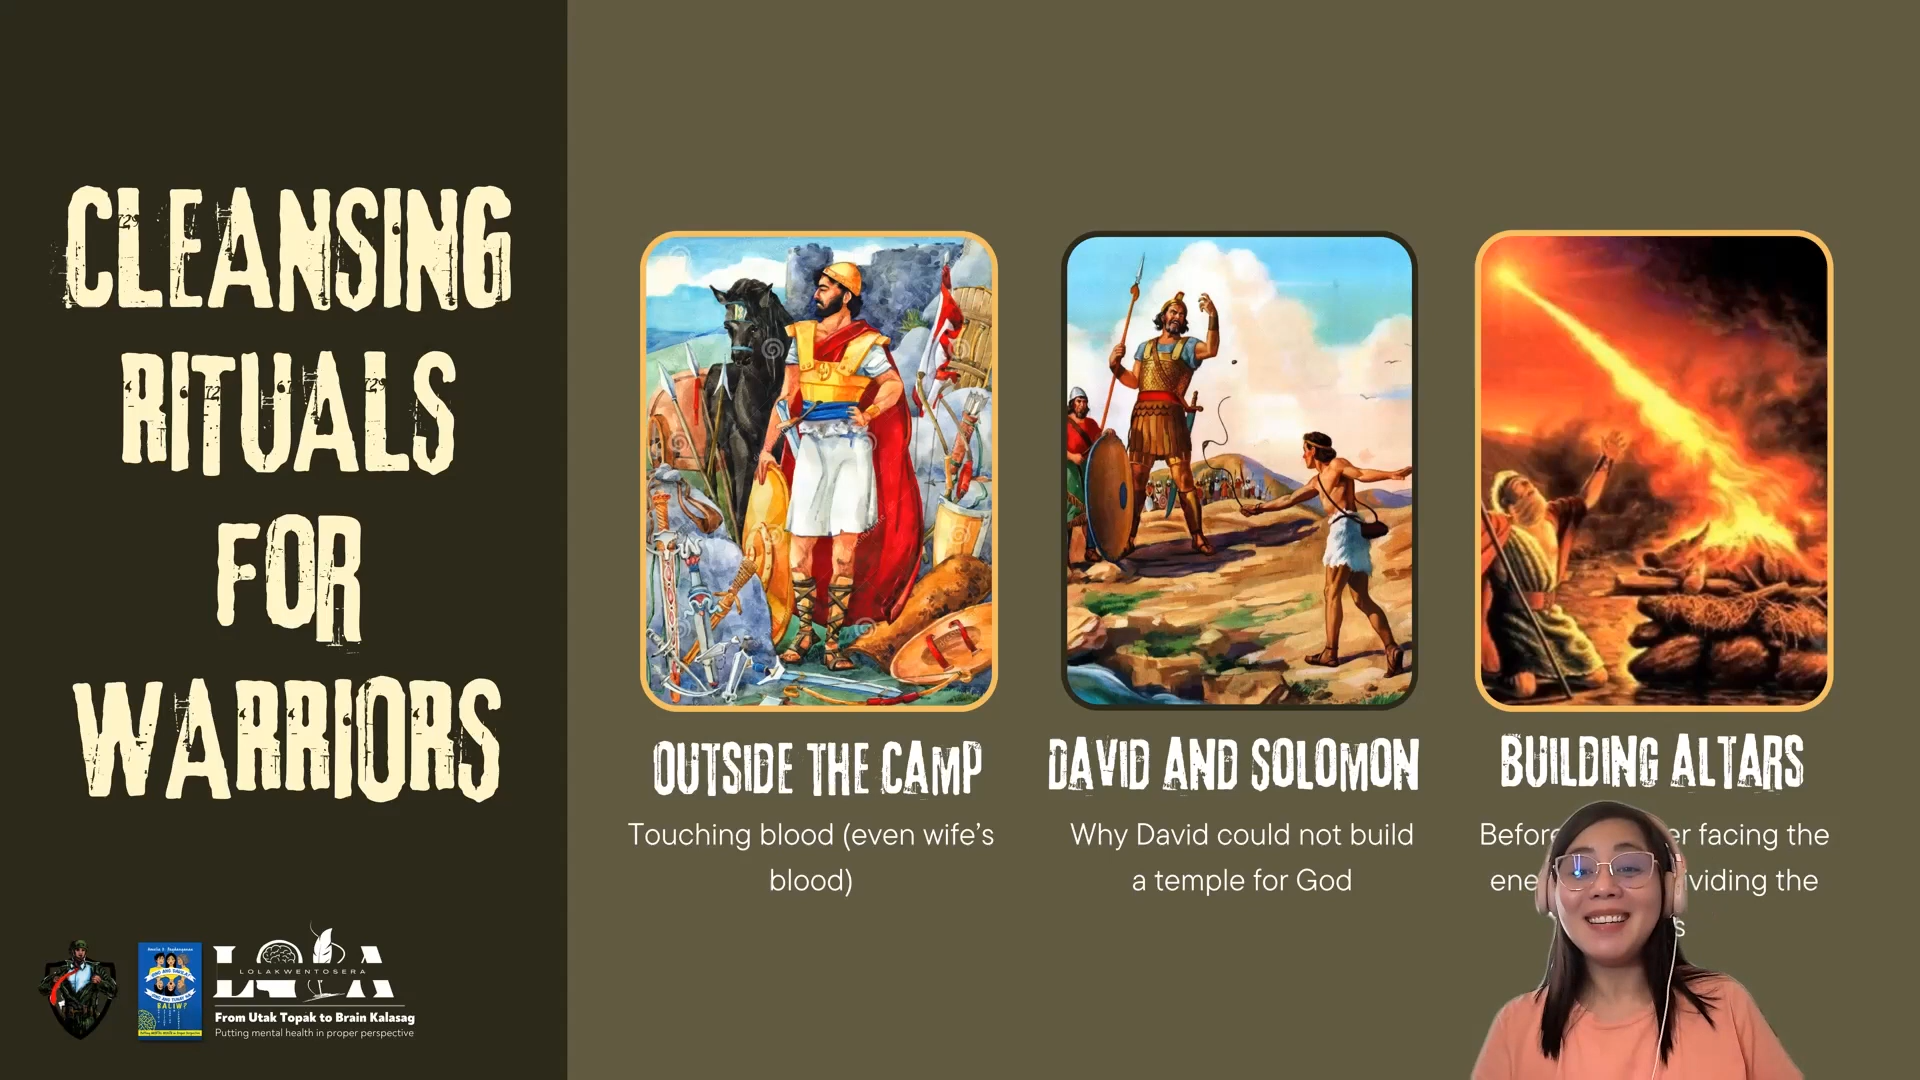 CLEANSING
RITUALS
FOR
WARRIORS
OUTSIDE THE CAMP
Touching blood (even wife's
blood)
DAVID AND SOLOMON
Why David could not build
a temple for God
BUILDING ALTARS
facing the
the
LOLA
LOLAKWENTOSERA
From Utak Topak to Brain Kalasag
Putting mental health in proper perspective
BALIW?